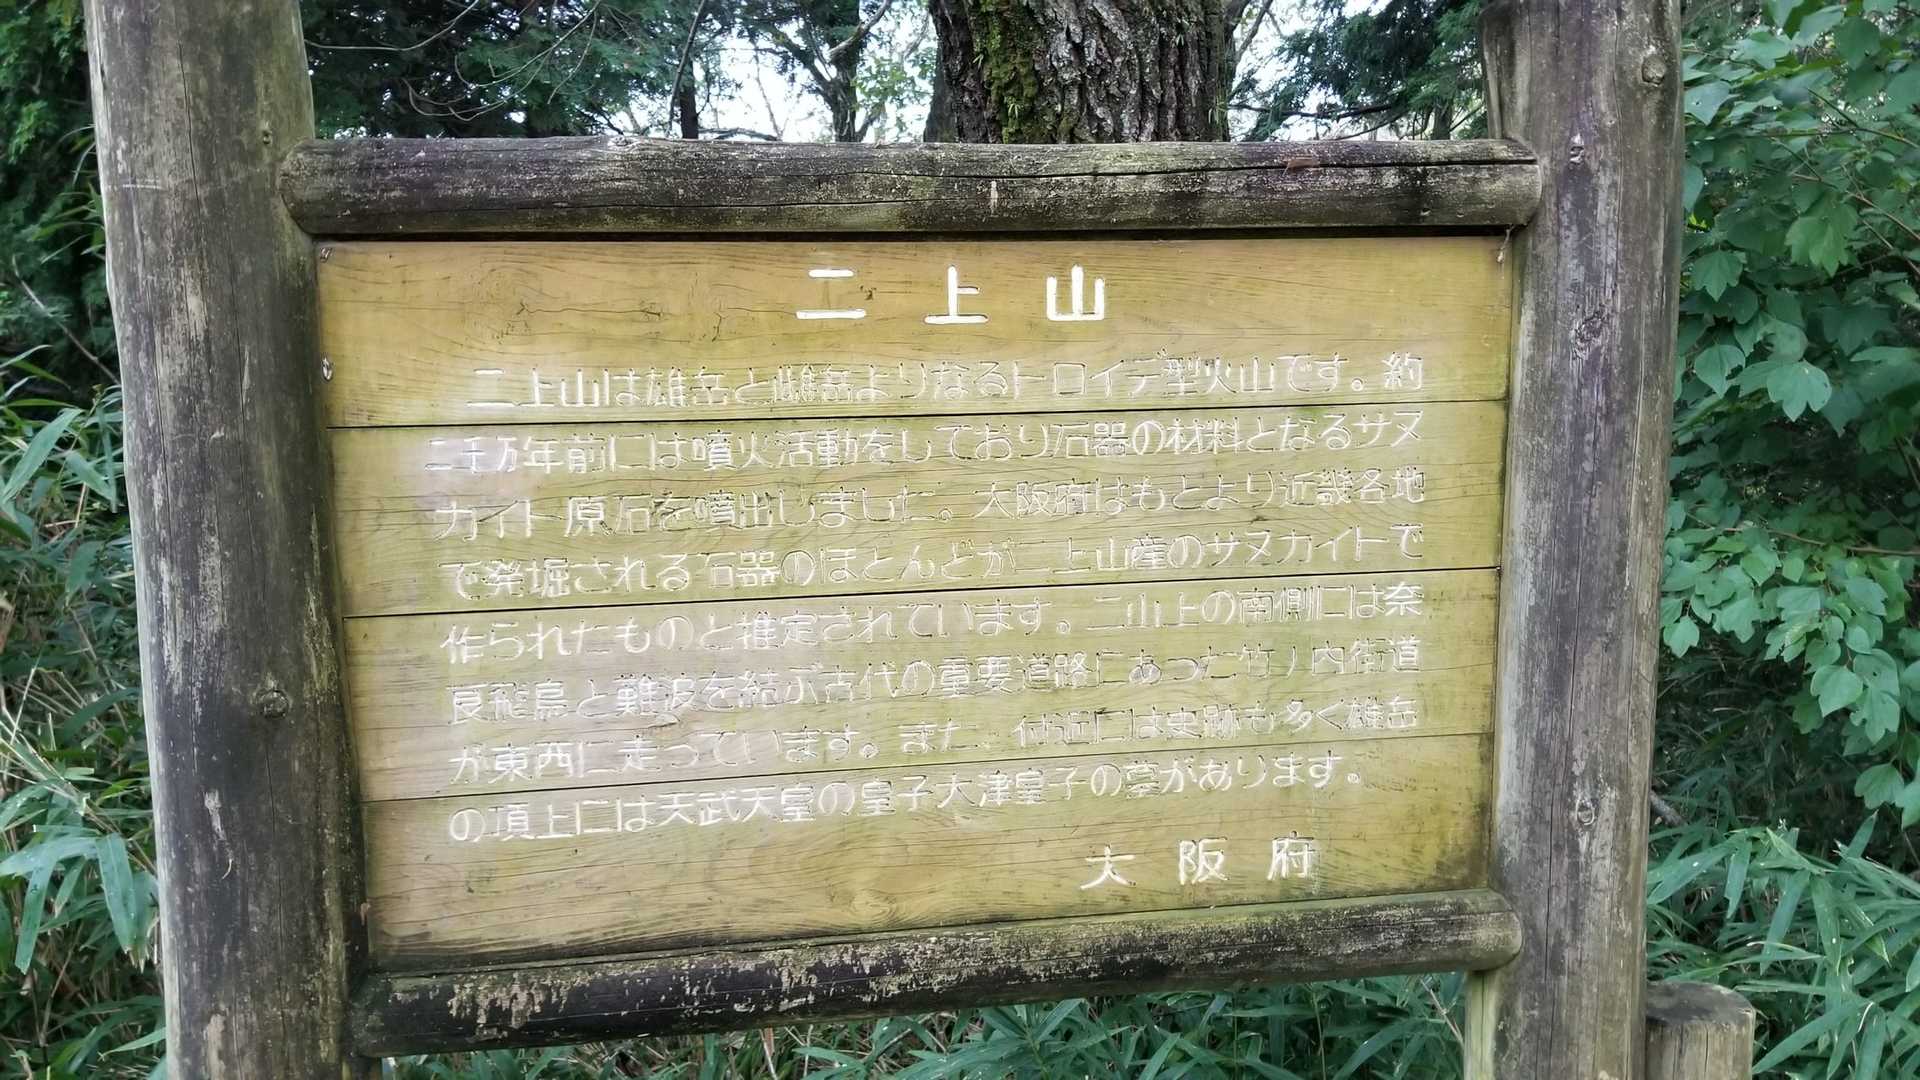 二上山
二上山は雄岳と雌岳よりなるトロイデ型火山です。約
二千万年前には噴火活動をしており石器の材料となるサヌ
カイト原石を噴出しました。大阪府はもとより近畿各地
で発堀される石器のほとんどが二上山産のサヌカイトで
作られたものと推定されています。二山上の南側には奈
良飛鳥と難波を結ぶ古代の重要道路にあった竹ノ内街道
が東西に走っています。また、付近には史跡も多く雄岳
の頂上には天武天皇の皇子大津皇子の墓があります。
大阪府